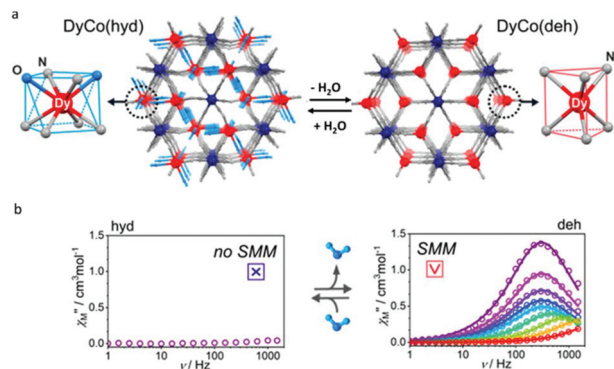 a
DyCo(hyd)
DyCo(deh)
O
N
Dy
- H₂O
+ H₂O
N
Dy
b
hyd
no SMM
χM'' / cm³mol⁻¹
1.5
1.0
0.5
0.0
1
10
100
1000
ν / Hz
deh
SMM
χM'' / cm³mol⁻¹
1.5
1.0
0.5
0.0
1
10
100
1000
ν / Hz